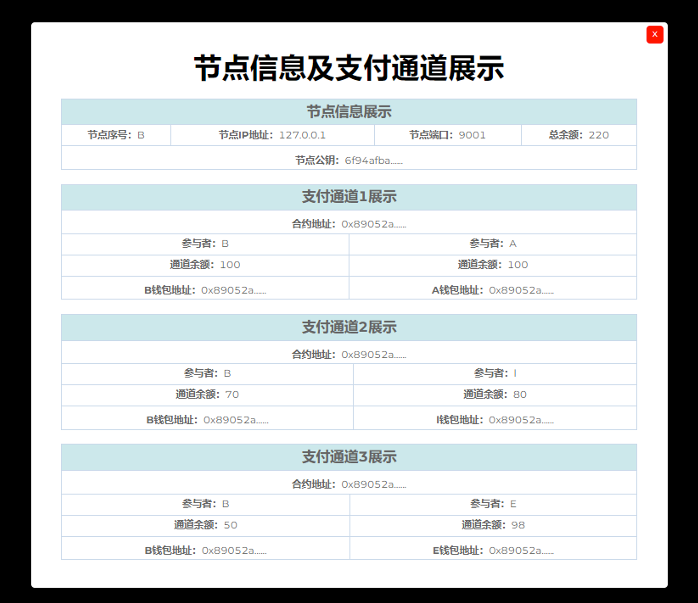 x
节点信息及支付通道展示
节点信息展示
节点序号：B 节点IP地址：127.0.0.1 节点端口：9001 总余额：220
节点公钥：6f94afba......
支付通道1展示
合约地址：0x89052a......
参与者：B 参与者：A
通道余额：100 通道余额：100
B钱包地址：0x89052a...... A钱包地址：0x89052a......
支付通道2展示
合约地址：0x89052a......
参与者：B 参与者：I
通道余额：70 通道余额：80
B钱包地址：0x89052a...... I钱包地址：0x89052a......
支付通道3展示
合约地址：0x89052a......
参与者：B 参与者：E
通道余额：50 通道余额：98
B钱包地址：0x89052a...... E钱包地址：0x89052a......